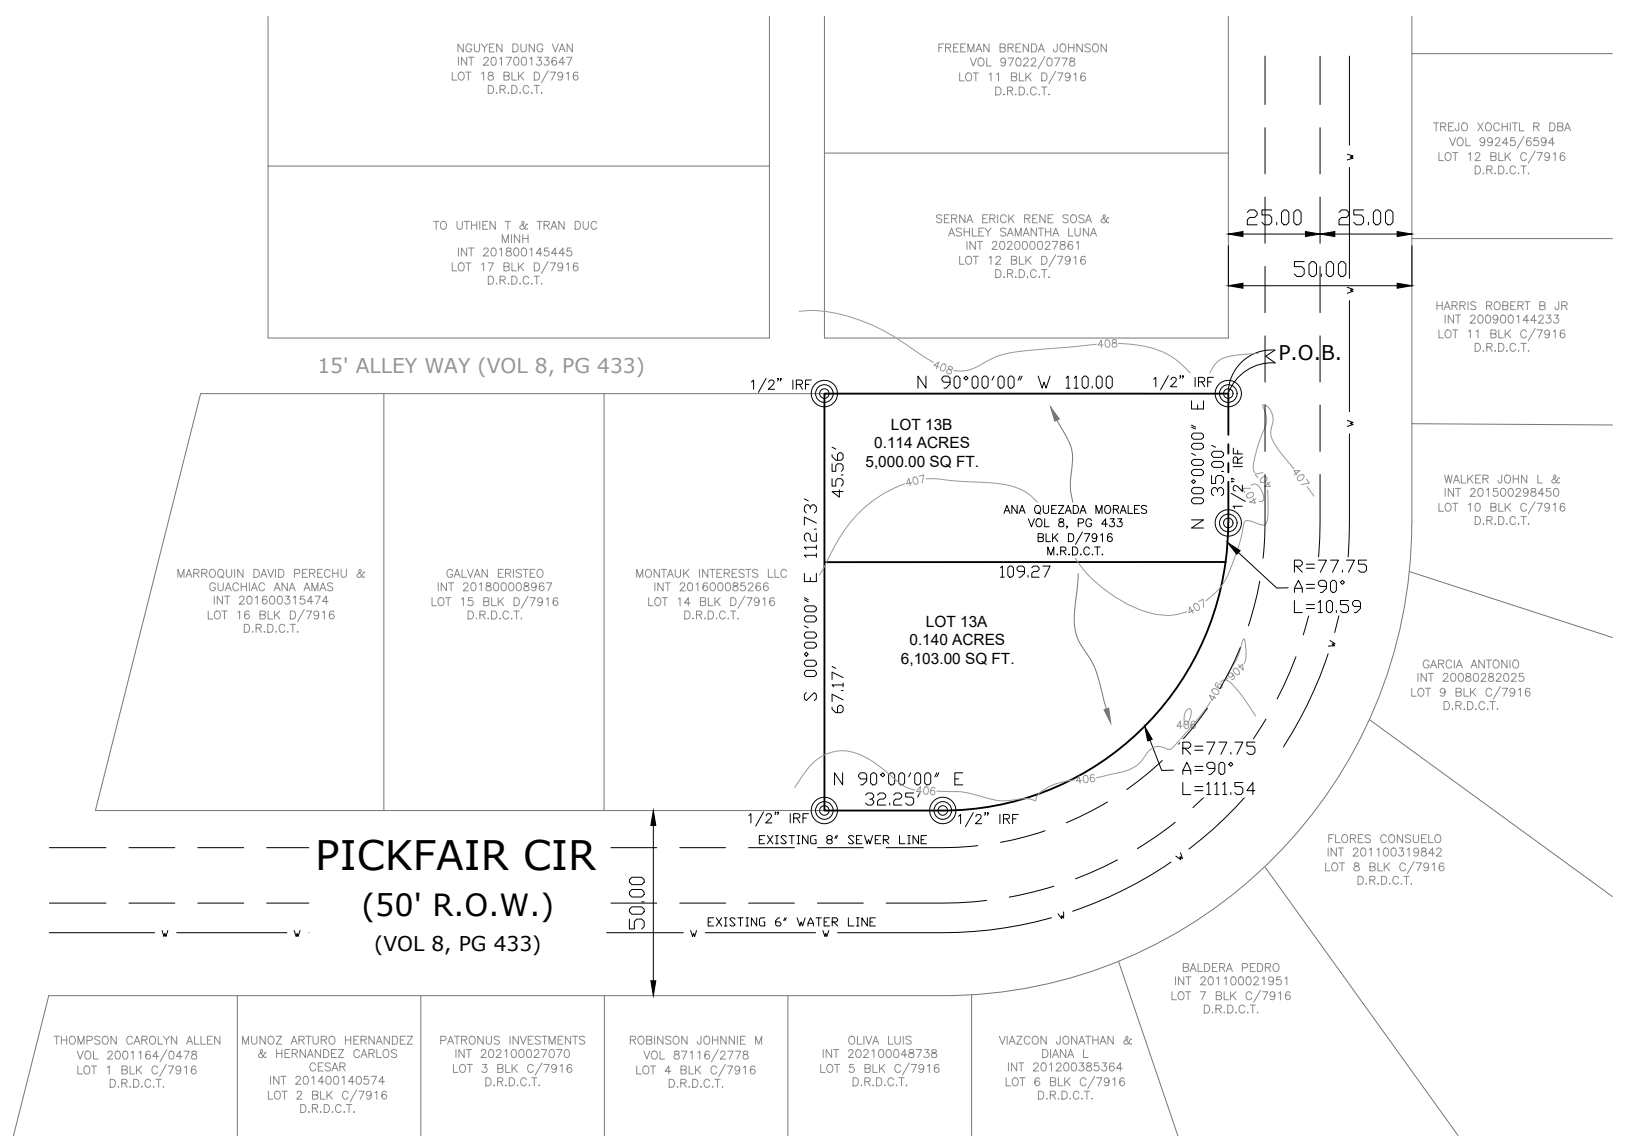 NGUYEN DUNG VAN
INT 201700133647
LOT 18 BLK D/7916
D.R.D.C.T.
FREEMAN BRENDA JOHNSON
VOL 97022/0778
LOT 11 BLK D/7916
D.R.D.C.T.
TREJO XOCHITL R DBA
VOL 99245/6594
LOT 12 BLK C/7916
D.R.D.C.T.
TO UTHIEN T & TRAN DUC
MINH
INT 201800145445
LOT 17 BLK D/7916
D.R.D.C.T.
SERNA ERICK RENE SOSA &
ASHLEY SAMANTHA LUNA
INT 202000027861
LOT 12 BLK D/7916
D.R.D.C.T.
25.00
25.00
50.00
HARRIS ROBERT B JR
INT 200900144233
LOT 11 BLK C/7916
D.R.D.C.T.
15' ALLEY WAY (VOL 8, PG 433)
408
408
P.O.B.
1/2" IRF
N 90°00'00" W 110.00
1/2" IRF
LOT 13B
0.114 ACRES
5,000.00 SQ FT.
45.56'
S 00°00'00" E 112.73'
67.17'
N 00°00'00" E
35.00'
1/2" IRF
407
407
407
407
WALKER JOHN L &
INT 201500298450
LOT 10 BLK C/7916
D.R.D.C.T.
ANA QUEZADA MORALES
VOL 8, PG 433
BLK D/7916
M.R.D.C.T.
109.27
R=77.75
A=90°
L=10.59
MARROQUIN DAVID PERECHU &
GUACHIAC ANA AMAS
INT 201600315474
LOT 16 BLK D/7916
D.R.D.C.T.
GALVAN ERISTEO
INT 201800008967
LOT 15 BLK D/7916
D.R.D.C.T.
MONTAUK INTERESTS LLC
INT 201600085266
LOT 14 BLK D/7916
D.R.D.C.T.
407
LOT 13A
0.140 ACRES
6,103.00 SQ FT.
GARCIA ANTONIO
INT 20080282025
LOT 9 BLK C/7916
D.R.D.C.T.
406
406
406
R=77.75
A=90°
L=111.54
N 90°00'00" E
32.25'
406
406
1/2" IRF
1/2" IRF
EXISTING 8" SEWER LINE
PICKFAIR CIR
(50' R.O.W.)
(VOL 8, PG 433)
50.00
EXISTING 6" WATER LINE
W
W
W
W
W
W
W
W
W
W
FLORES CONSUELO
INT 201100319842
LOT 8 BLK C/7916
D.R.D.C.T.
BALDERA PEDRO
INT 201100021951
LOT 7 BLK C/7916
D.R.D.C.T.
THOMPSON CAROLYN ALLEN
VOL 2001164/0478
LOT 1 BLK C/7916
D.R.D.C.T.
MUNOZ ARTURO HERNANDEZ
& HERNANDEZ CARLOS
CESAR
INT 201400140574
LOT 2 BLK C/7916
D.R.D.C.T.
PATRONUS INVESTMENTS
INT 202100027070
LOT 3 BLK C/7916
D.R.D.C.T.
ROBINSON JOHNNIE M
VOL 87116/2778
LOT 4 BLK C/7916
D.R.D.C.T.
OLIVA LUIS
INT 202100048738
LOT 5 BLK C/7916
D.R.D.C.T.
VIAZCON JONATHAN &
DIANA L
INT 201200385364
LOT 6 BLK C/7916
D.R.D.C.T.